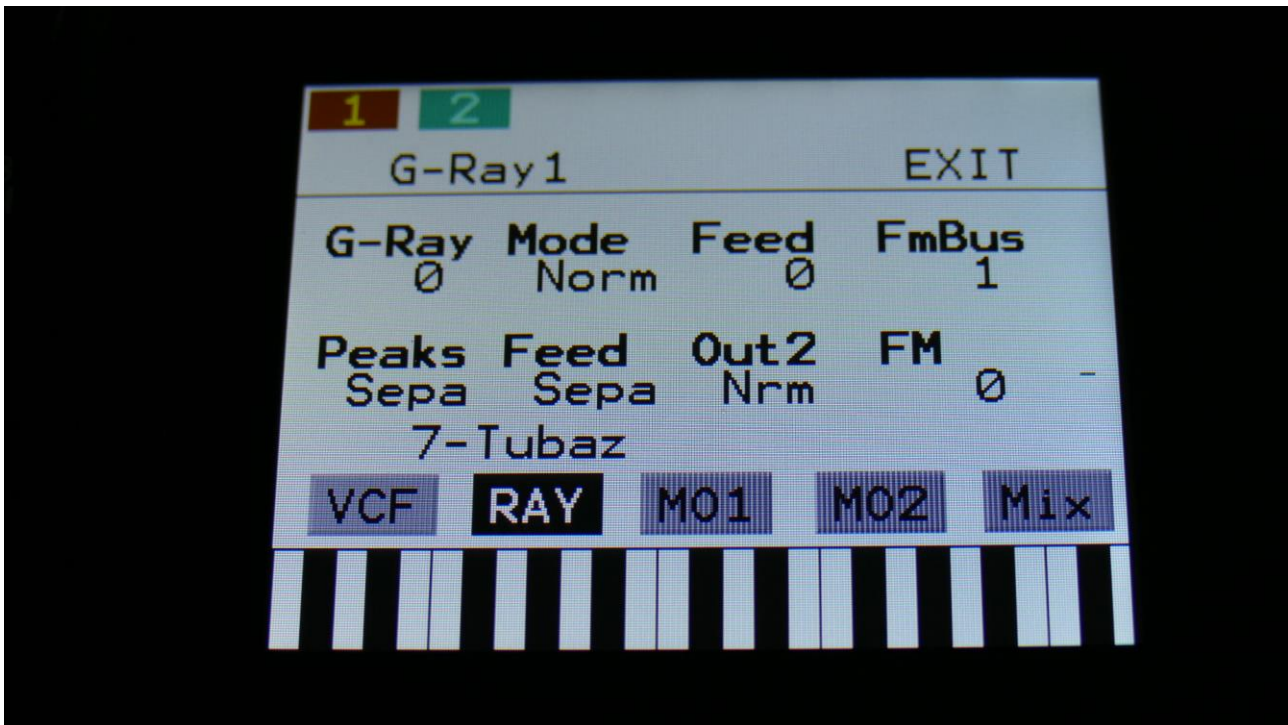 1 2
G-Ray1 EXIT
G-Ray Mode Feed FmBus
0 Norm 0 1
Peaks Feed Out2 FM
Sepa Sepa Nrm 0 -
7-Tubaz
VCF RAY MO1 MO2 Mix